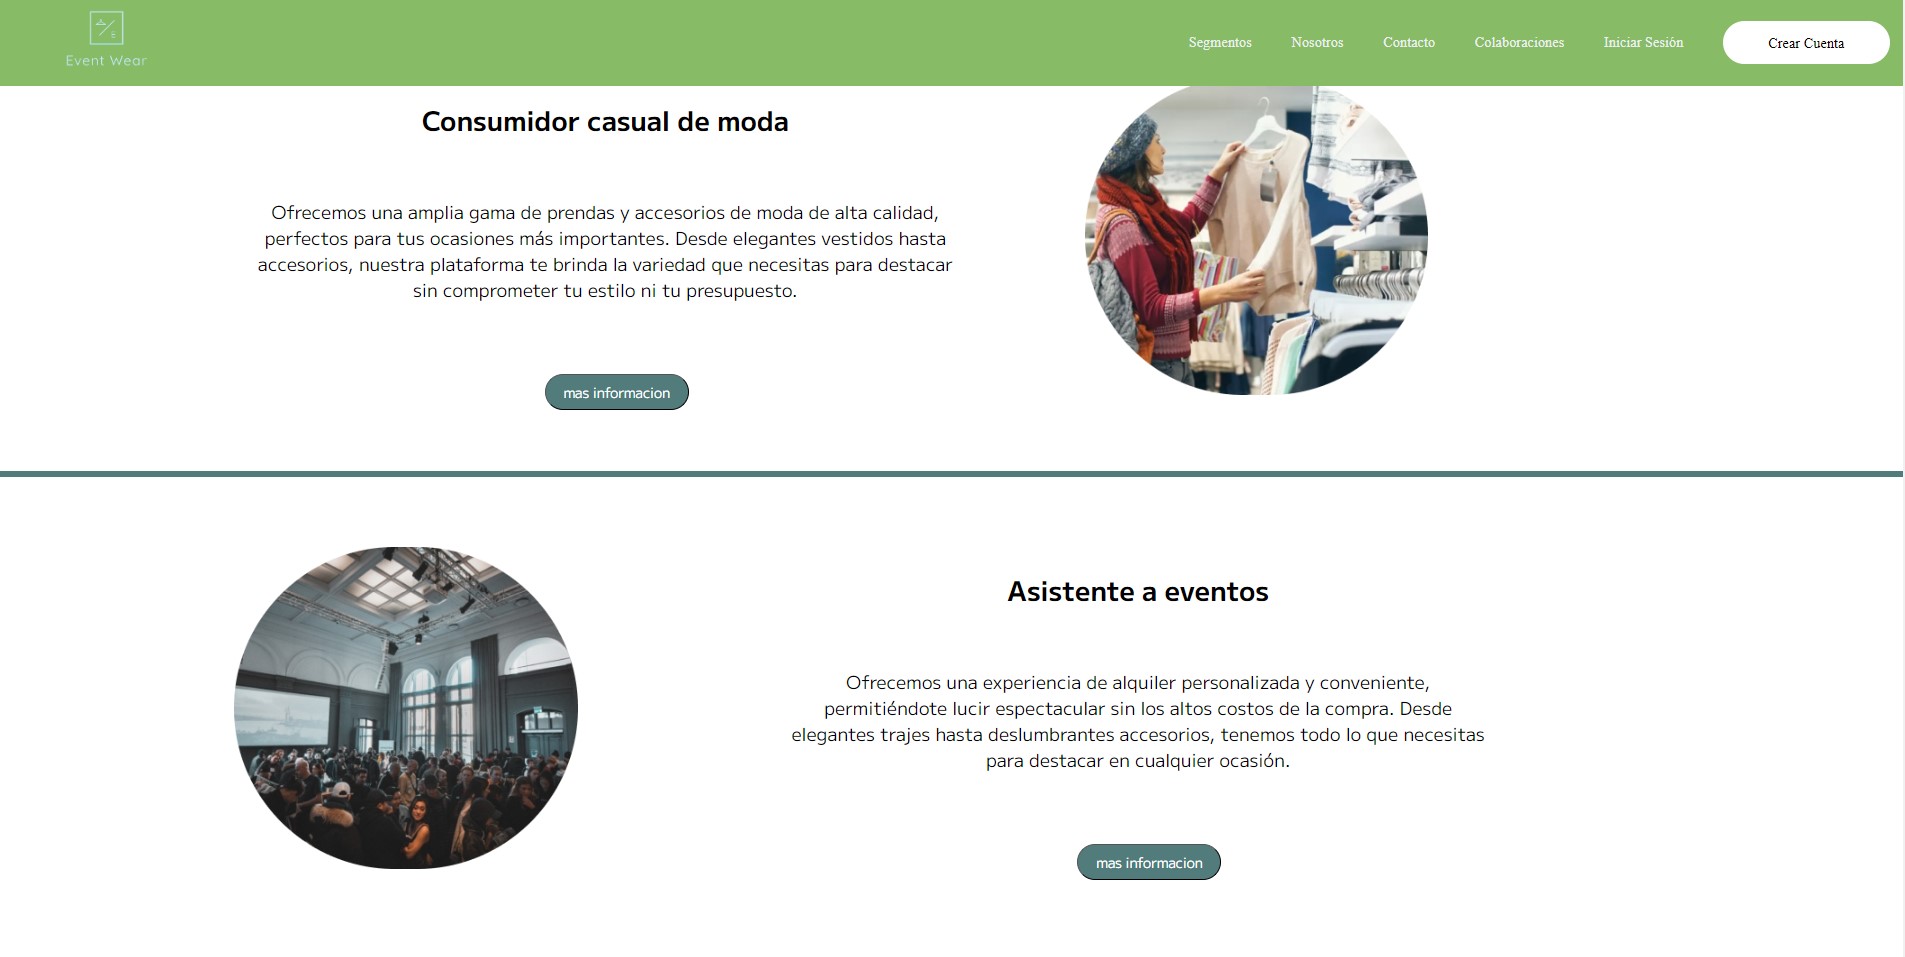 Event Wear
Segmentos
Nosotros
Contacto
Colaboraciones
Iniciar Sesión
Crear Cuenta
Consumidor casual de moda
Ofrecemos una amplia gama de prendas y accesorios de moda de alta calidad,
perfectos para tus ocasiones más importantes. Desde elegantes vestidos hasta
accesorios, nuestra plataforma te brinda la variedad que necesitas para destacar
sin comprometer tu estilo ni tu presupuesto.
mas informacion
Asistente a eventos
Ofrecemos una experiencia de alquiler personalizada y conveniente,
permitiéndote lucir espectacular sin los altos costos de la compra. Desde
elegantes trajes hasta deslumbrantes accesorios, tenemos todo lo que necesitas
para destacar en cualquier ocasión.
mas informacion